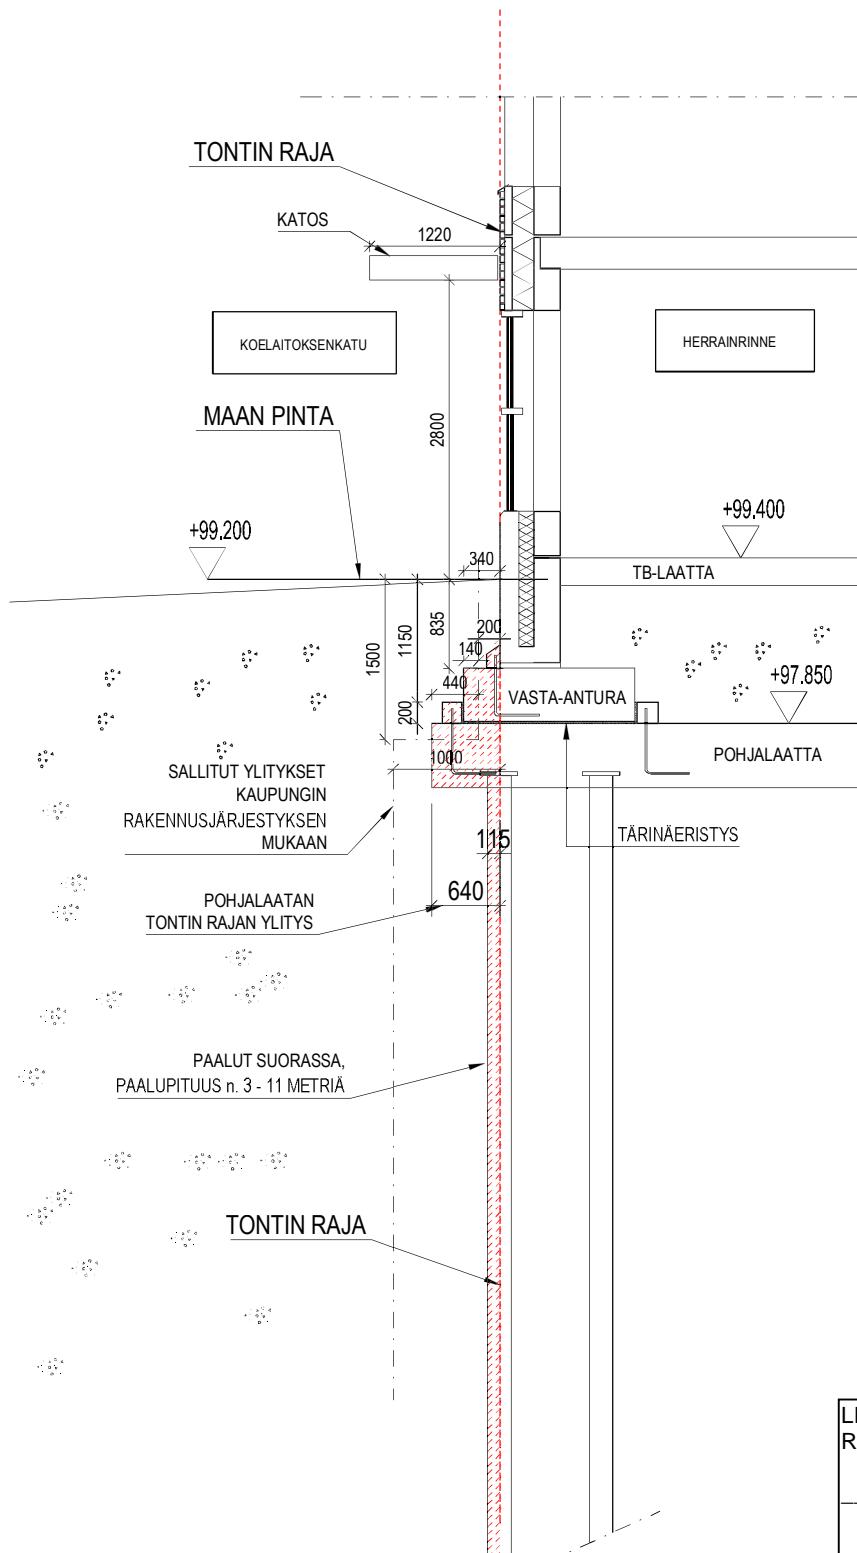 TONTIN RAJA
KATOS
1220
KOELAITOKSENKATU
HERRAINRINNE
MAAN PINTA
2800
+99.200
+99.400
340
TB-LAATTA
835
1150
1500
200
140
440
200
VASTA-ANTURA
+97.850
POHJALAATTA
1000
SALLITUT YLITYKSET
KAUPUNGIN
RAKENNUSJÄRJESTYKSEN
MUKAAN
115
TÄRINÄERISTYS
640
POHJALAATAN
TONTIN RAJAN YLITYS
PAALUT SUORASSA,
PAALUPITUUS n. 3 - 11 METRIÄ
TONTIN RAJA